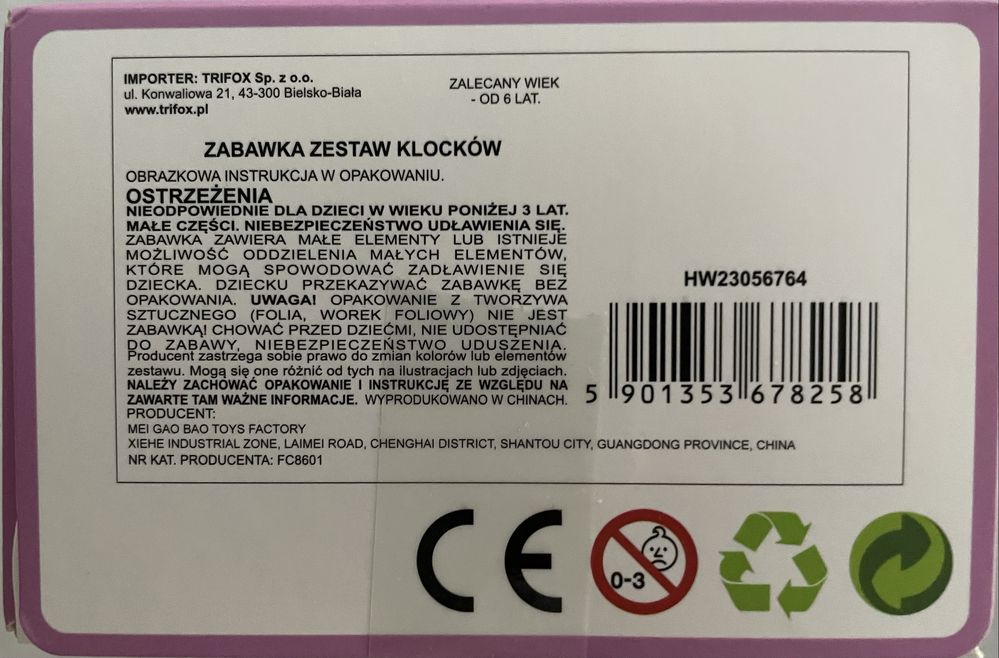 IMPORTER: TRIFOX Sp. z o.o.
ul. Konwaliowa 21, 43-300 Bielsko-Biała
www.trifox.pl
ZALECANY WIEK
- OD 6 LAT.
ZABAWKA ZESTAW KLOCKÓW
OBRAZKOWA INSTRUKCJA W OPAKOWANIU.
OSTRZEŻENIA
NIEODPOWIEDNIE DLA DZIECI W WIEKU PONIŻEJ 3 LAT.
MAŁE CZĘŚCI. NIEBEZPIECZEŃSTWO UDŁAWIENIA SIĘ.
ZABAWKA ZAWIERA MAŁE ELEMENTY LUB ISTNIEJE
MOŻLIWOŚĆ ODDZIELENIA MAŁYCH ELEMENTÓW,
KTÓRE MOGĄ SPOWODOWAĆ ZADŁAWIENIE SIĘ
DZIECKA. DZIECKU PRZEKAZYWAĆ ZABAWKĘ BEZ
OPAKOWANIA. UWAGA! OPAKOWANIE Z TWORZYWA
SZTUCZNEGO (FOLIA, WOREK FOLIOWY) NIE JEST
ZABAWKĄ! CHOWAĆ PRZED DZIEĆMI, NIE UDOSTĘPNIAĆ
DO ZABAWY, NIEBEZPIECZEŃSTWO UDUSZENIA.
Producent zastrzega sobie prawo do zmian kolorów lub elementów
zestawu. Mogą się one różnić od tych na ilustracjach lub zdjęciach.
NALEŻY ZACHOWAĆ OPAKOWANIE I INSTRUKCJĘ ZE WZGLĘDU NA
ZAWARTE TAM WAŻNE INFORMACJE. WYPRODUKOWANO W CHINACH.
PRODUCENT:
MEI GAO BAO TOYS FACTORY
XIEHE INDUSTRIAL ZONE, LAIMEI ROAD, CHENGHAI DISTRICT, SHANTOU CITY, GUANGDONG PROVINCE, CHINA
NR KAT. PRODUCENTA: FC8601
HW23056764
5 901353 678258
CE
0-3